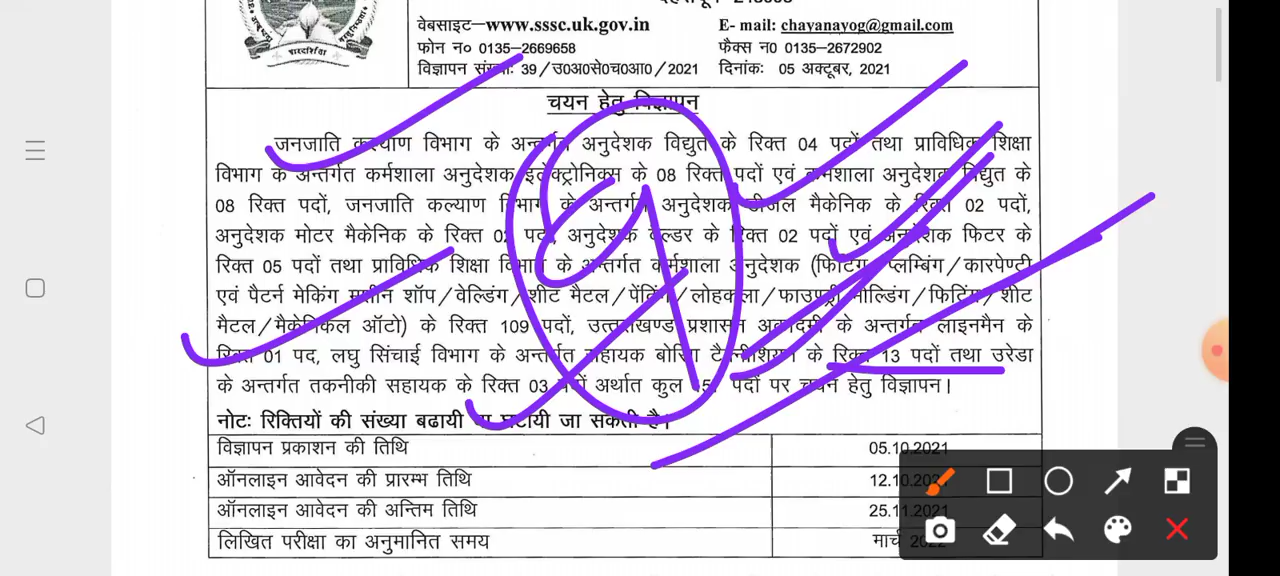 पारदर्शिता
वेबसाइट—www.sssc.uk.gov.in E- mail: chayanayog@gmail.com
फोन न० 0135–2669658 फैक्स न0 0135–2672902
विज्ञापन संख्याः 39/उ0अ0से0च0आ0/2021 दिनांकः 05 अक्टूबर, 2021
चयन हेतु विज्ञापन
जनजाति कल्याण विभाग के अन्तर्गत अनुदेशक विद्युत के रिक्त 04 पदों तथा प्राविधिक शिक्षा
विभाग के अन्तर्गत कर्मशाला अनुदेशक इलेक्ट्रोनिक्स के 08 रिक्त पदों एवं कर्मशाला अनुदेशक विद्युत के
08 रिक्त पदों, जनजाति कल्याण विभाग के अन्तर्गत अनुदेशक डीजल मैकेनिक के रिक्त 02 पदों,
अनुदेशक मोटर मैकेनिक के रिक्त पदों, अनुदेशक वेल्डर के रिक्त 02 पदों एवं अनुदेशक फिटर के
रिक्त 05 पदों तथा प्राविधिक शिक्षा विभाग के अन्तर्गत कर्मशाला अनुदेशक (फिटिंग/प्लम्बिंग/कारपेण्टी
एवं पैटर्न मेकिंग मशीन शॉप/वेल्डिंग/शीट मैटल/पेंटिंग/लोहकला/फाउण्ड्री मोल्डिंग/फिटिंग/शीट
मैटल/मैकेनिकल ऑटो) के रिक्त 109 पदों, उत्तराखण्ड प्रशासन अकादमी के अन्तर्गत लाइनमैन के
रिक्त 01 पद, लघु सिंचाई विभाग के अन्तर्गत सहायक बोरिंग टैक्नीशियन के रिक्त 13 पदों तथा उरेडा
के अन्तर्गत तकनीकी सहायक के रिक्त 03 पदों अर्थात कुल पदों पर चयन हेतु विज्ञापन।
नोटः रिक्तियों की संख्या बढायी या घटायी जा सकती है।
विज्ञापन प्रकाशन की तिथि 05.10.2021
ऑनलाइन आवेदन की प्रारम्भ तिथि 12.10.2021
ऑनलाइन आवेदन की अन्तिम तिथि 25.11.2021
लिखित परीक्षा का अनुमानित समय मार्च 2022